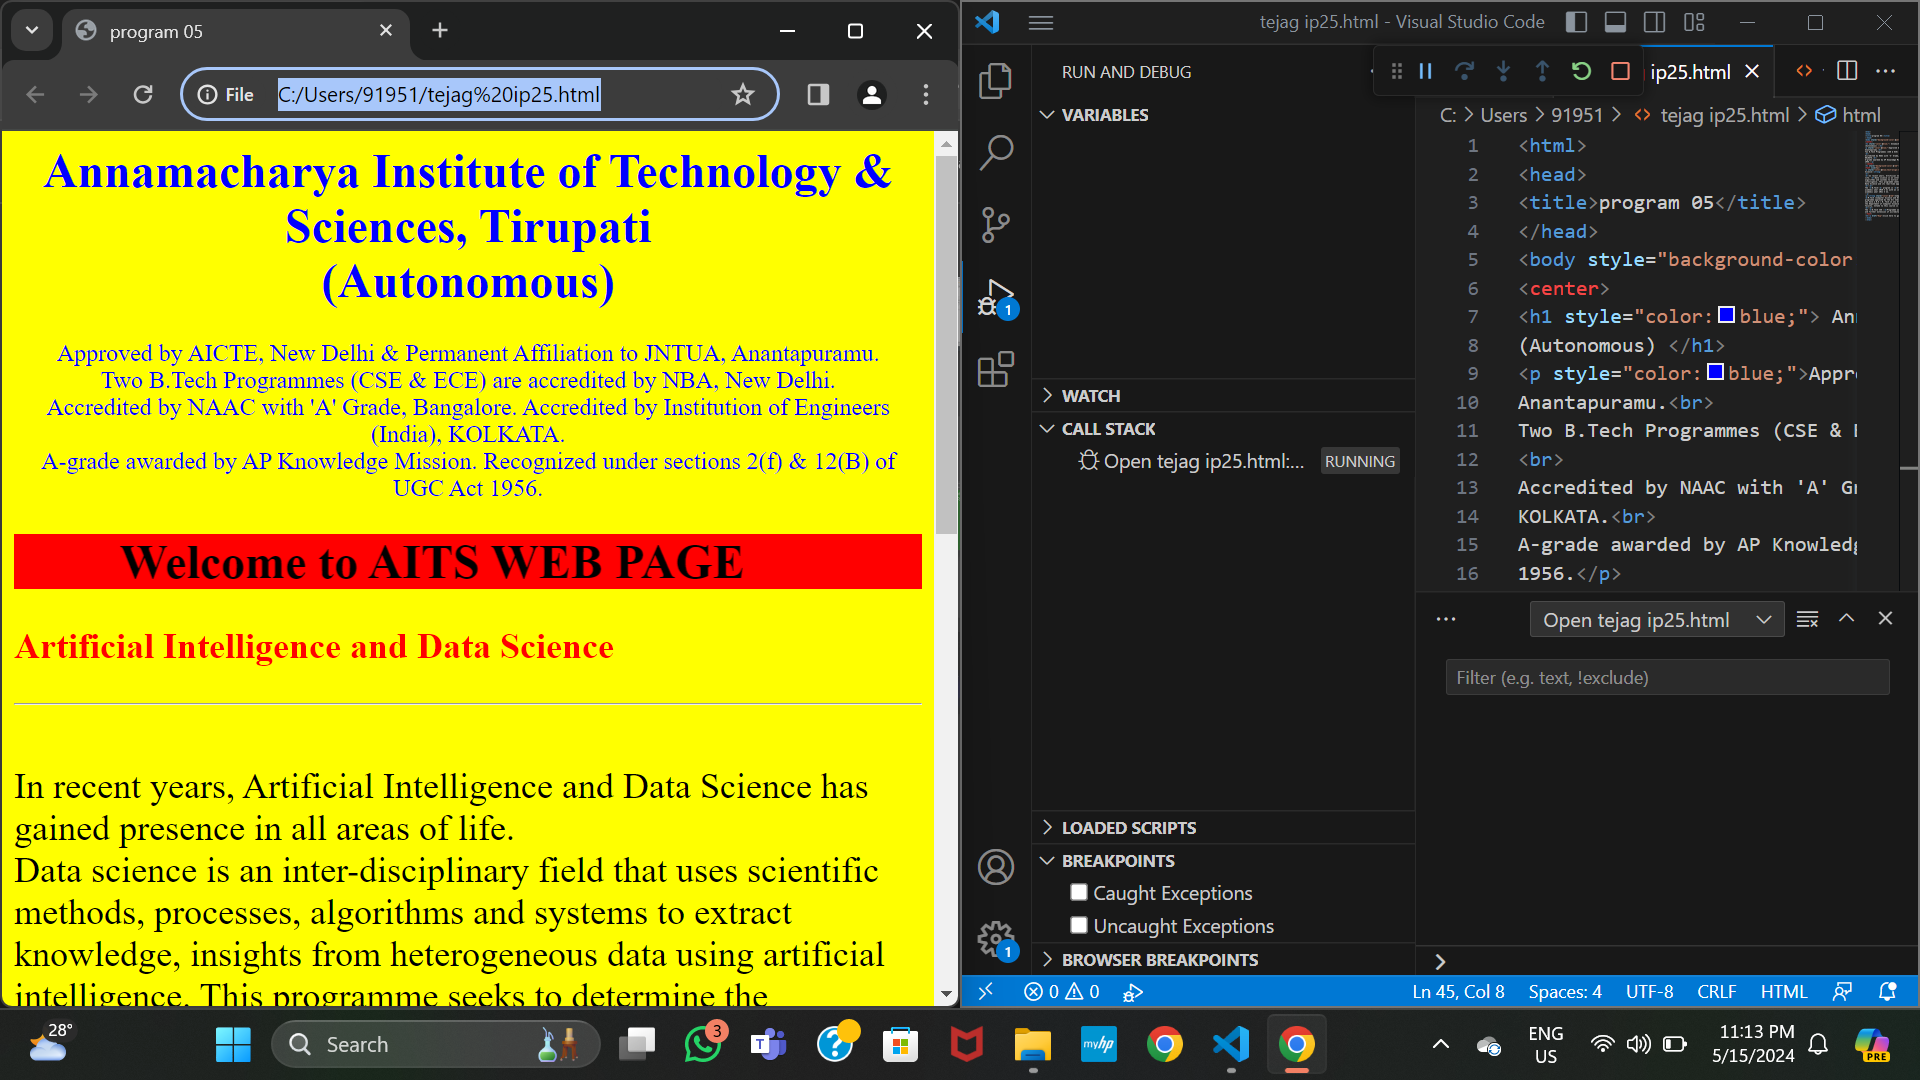 program 05
File
C:/Users/91951/tejag%20ip25.html
Annamacharya Institute of Technology &
Sciences, Tirupati
(Autonomous)
Approved by AICTE, New Delhi & Permanent Affiliation to JNTUA, Anantapuramu.
Two B.Tech Programmes (CSE & ECE) are accredited by NBA, New Delhi.
Accredited by NAAC with 'A' Grade, Bangalore. Accredited by Institution of Engineers
(India), KOLKATA.
A-grade awarded by AP Knowledge Mission. Recognized under sections 2(f) & 12(B) of
UGC Act 1956.
Welcome to AITS WEB PAGE
Artificial Intelligence and Data Science
In recent years, Artificial Intelligence and Data Science has
gained presence in all areas of life.
Data science is an inter-disciplinary field that uses scientific
methods, processes, algorithms and systems to extract
knowledge, insights from heterogeneous data using artificial
intelligence. This programme seeks to determine the
tejag ip25.html - Visual Studio Code
RUN AND DEBUG
VARIABLES
WATCH
CALL STACK
Open tejag ip25.html:... RUNNING
LOADED SCRIPTS
BREAKPOINTS
Caught Exceptions
Uncaught Exceptions
BROWSER BREAKPOINTS
1
1
ip25.html
C: > Users > 91951 > tejag ip25.html > html
1 <html>
2 <head>
3 <title>program 05</title>
4 </head>
5 <body style="background-color
6 <center>
7 <h1 style="color:blue;"> An
8 (Autonomous) </h1>
9 <p style="color:blue;">Appr
10 Anantapuramu.<br>
11 Two B.Tech Programmes (CSE &
12 <br>
13 Accredited by NAAC with 'A' G
14 KOLKATA.<br>
15 A-grade awarded by AP Knowled
16 1956.</p>
Open tejag ip25.html
Filter (e.g. text, !exclude)
0 0
Ln 45, Col 8 Spaces: 4 UTF-8 CRLF HTML
28°
Search
3
myhp
ENG
US
11:13 PM
5/15/2024
PRE